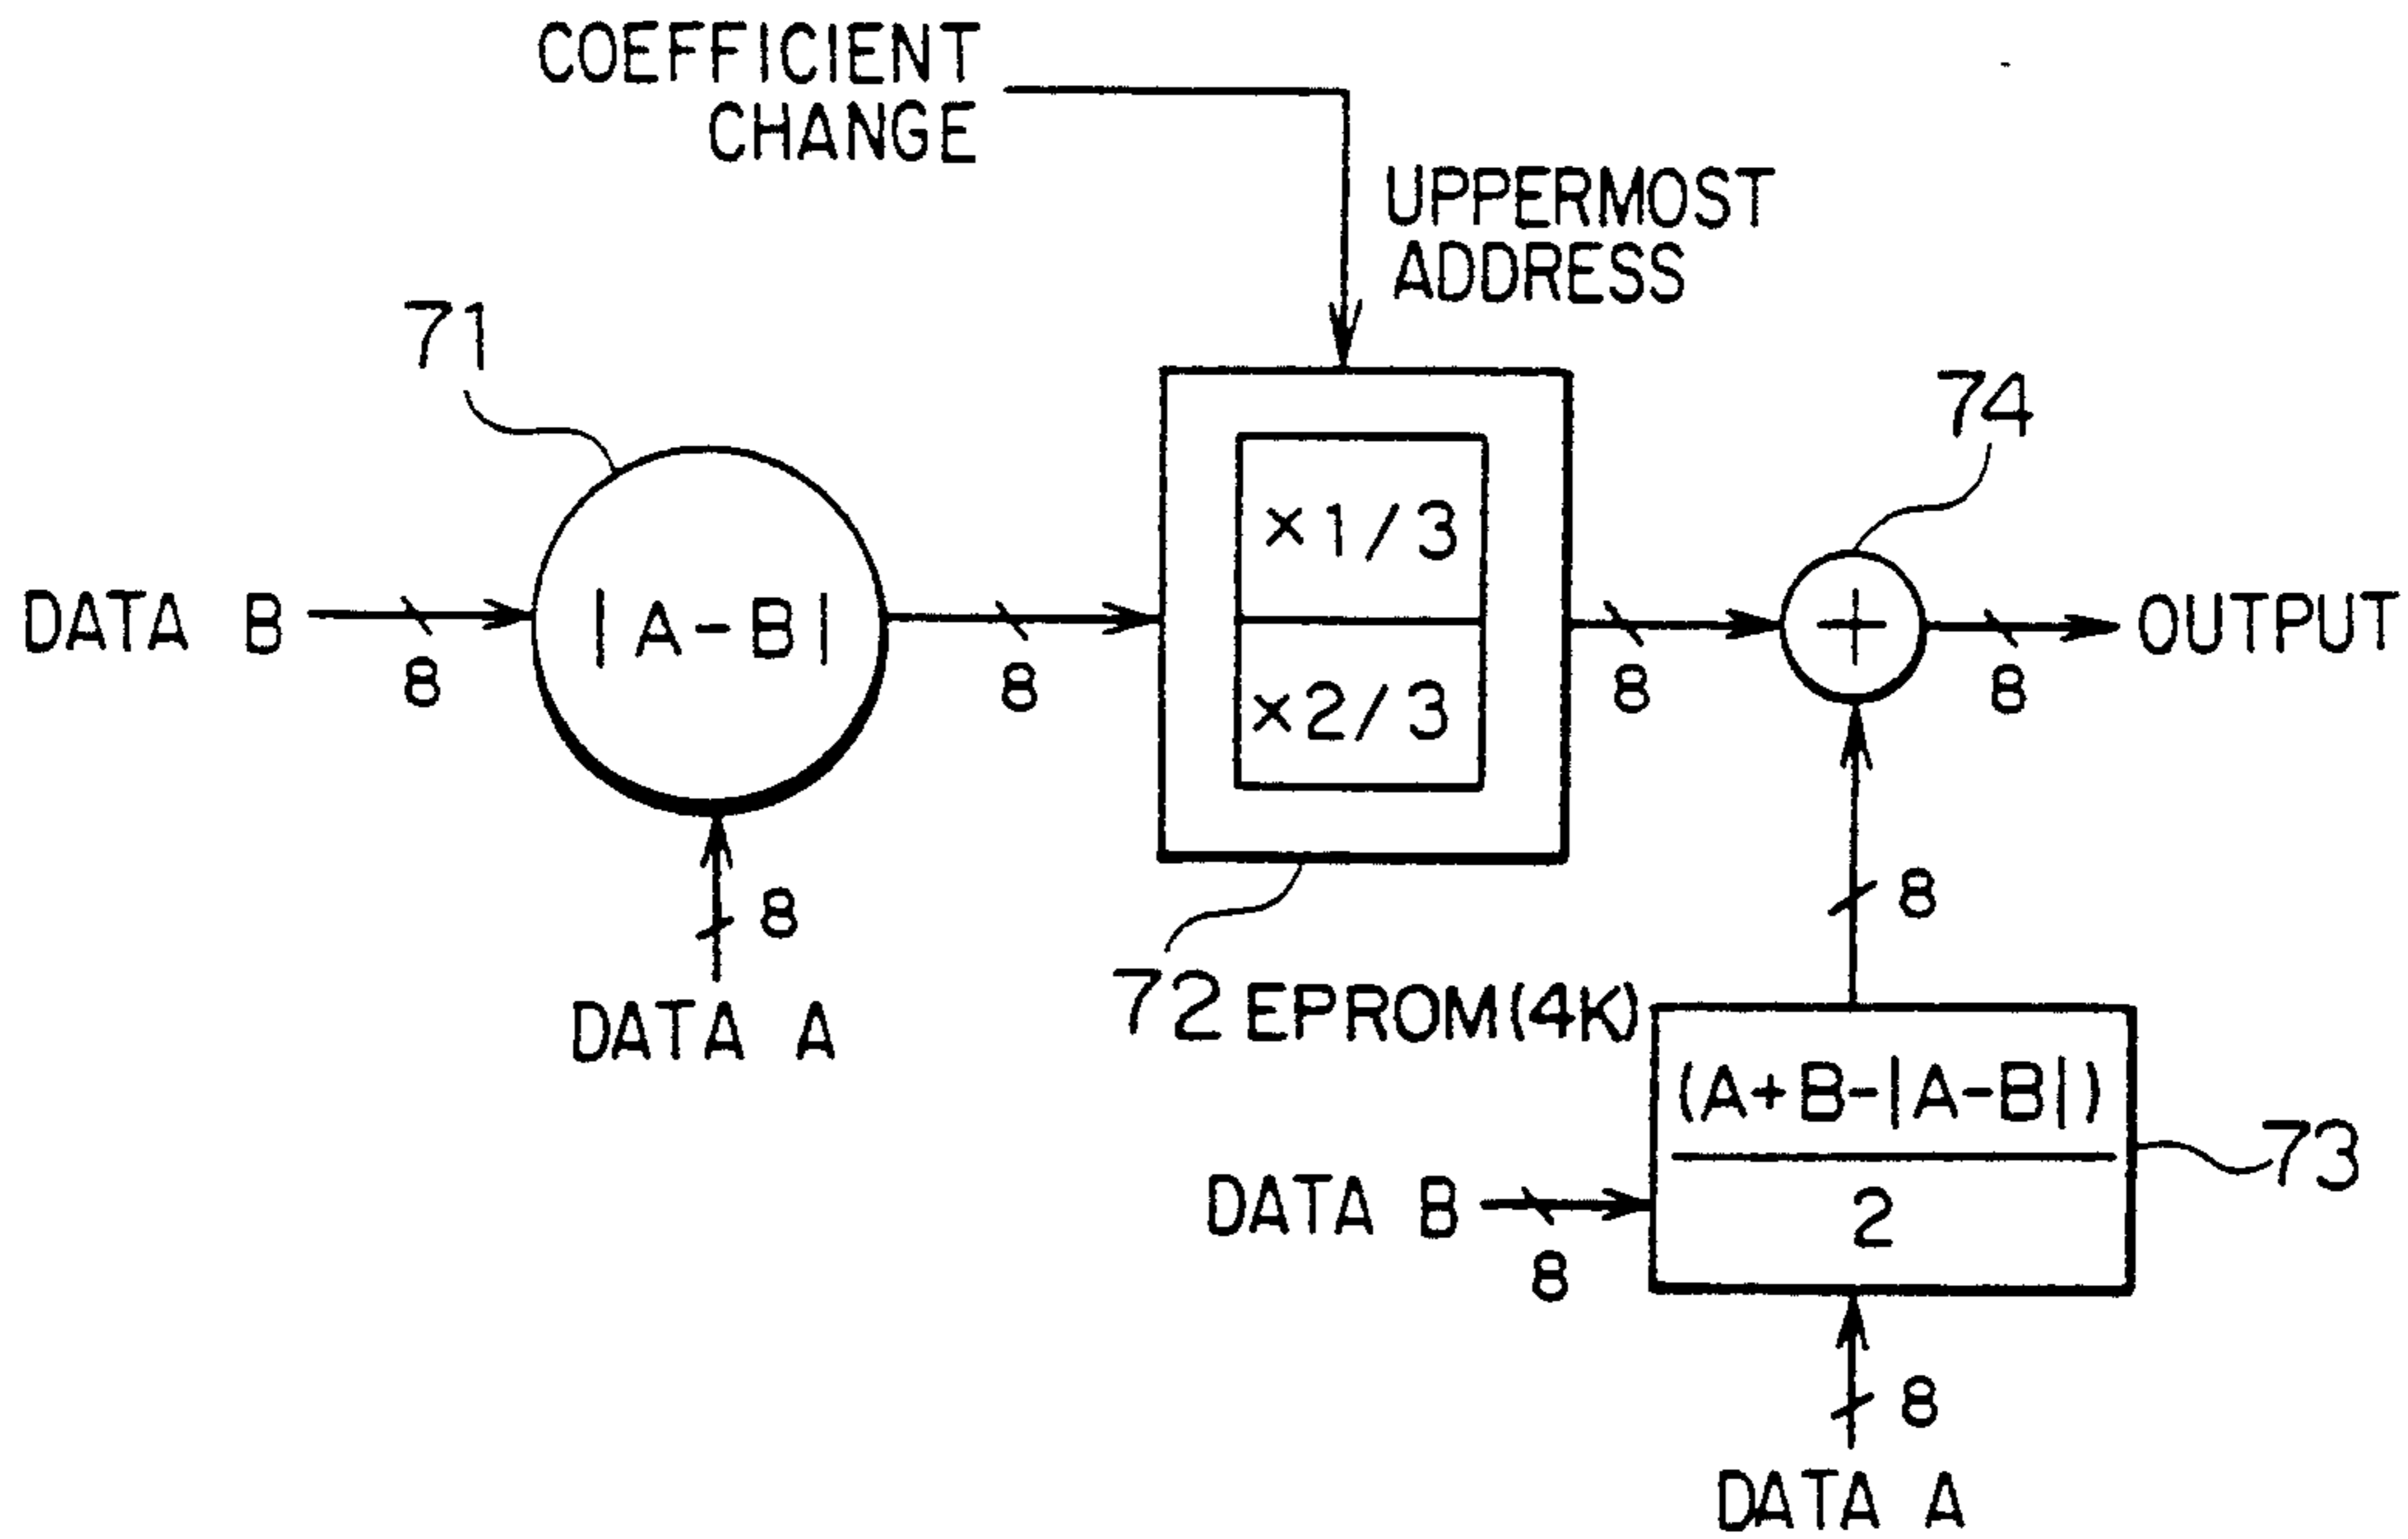 COEFFICIENT
CHANGE
UPPERMOST
ADDRESS
71
74
×1/3
DATA B
8
|A-B|
8
8
+
8
OUTPUT
×2/3
8
DATA A
8
72 EPROM(4K)
(A+B-|A-B|)
2
73
DATA B
8
8
DATA A